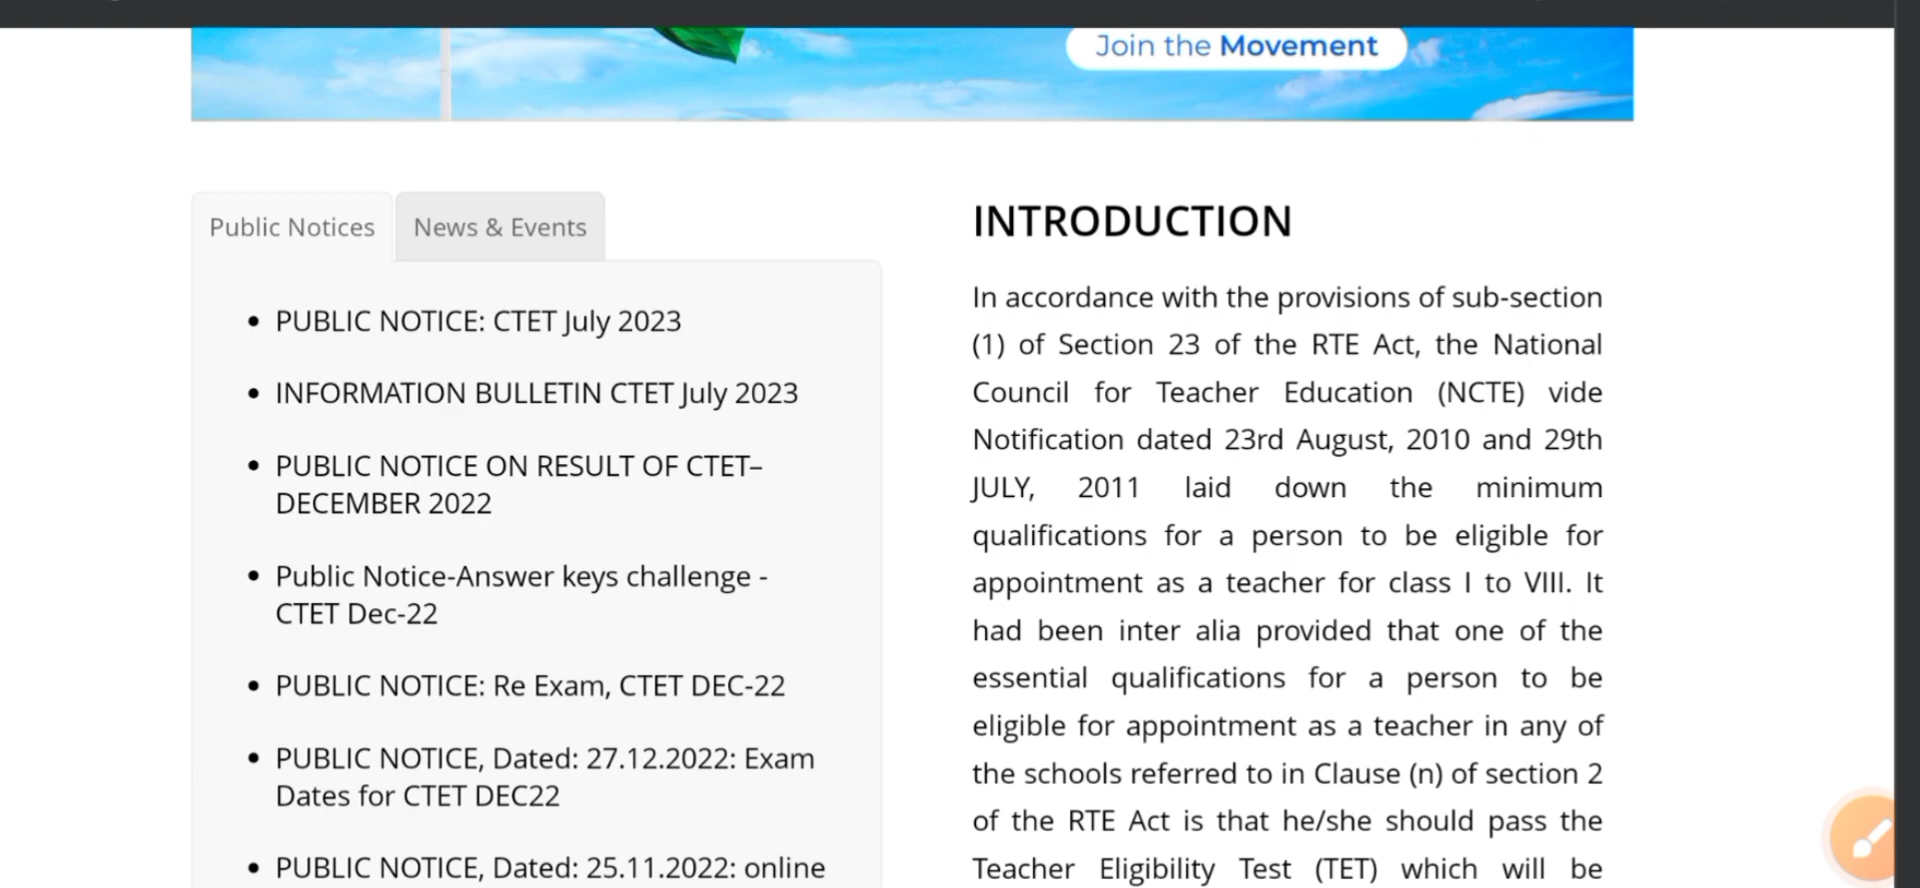 Join the Movement
Public Notices
News & Events
PUBLIC NOTICE: CTET July 2023
INFORMATION BULLETIN CTET July 2023
PUBLIC NOTICE ON RESULT OF CTET–
DECEMBER 2022
Public Notice-Answer keys challenge -
CTET Dec-22
PUBLIC NOTICE: Re Exam, CTET DEC-22
PUBLIC NOTICE, Dated: 27.12.2022: Exam
Dates for CTET DEC22
PUBLIC NOTICE, Dated: 25.11.2022: online
INTRODUCTION
In accordance with the provisions of sub-section
(1) of Section 23 of the RTE Act, the National
Council for Teacher Education (NCTE) vide
Notification dated 23rd August, 2010 and 29th
JULY, 2011 laid down the minimum
qualifications for a person to be eligible for
appointment as a teacher for class I to VIII. It
had been inter alia provided that one of the
essential qualifications for a person to be
eligible for appointment as a teacher in any of
the schools referred to in Clause (n) of section 2
of the RTE Act is that he/she should pass the
Teacher Eligibility Test (TET) which will be